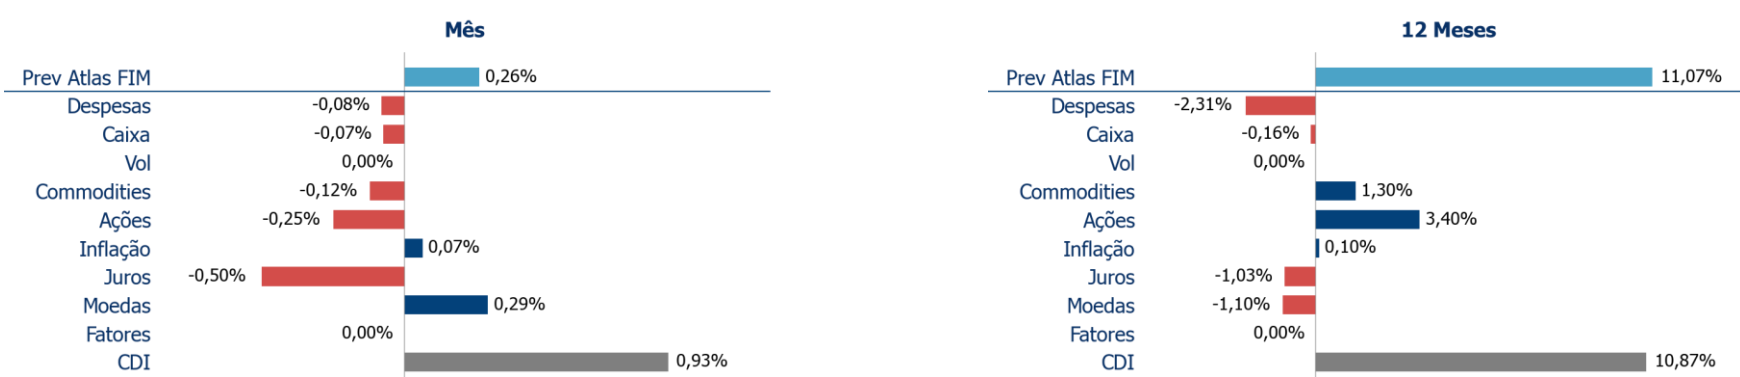 Mês
Prev Atlas FIM 0,26%
Despesas -0,08%
Caixa -0,07%
Vol 0,00%
Commodities -0,12%
Ações -0,25%
Inflação 0,07%
Juros -0,50%
Moedas 0,29%
Fatores 0,00%
CDI 0,93%
12 Meses
Prev Atlas FIM 11,07%
Despesas -2,31%
Caixa -0,16%
Vol 0,00%
Commodities 1,30%
Ações 3,40%
Inflação 0,10%
Juros -1,03%
Moedas -1,10%
Fatores 0,00%
CDI 10,87%